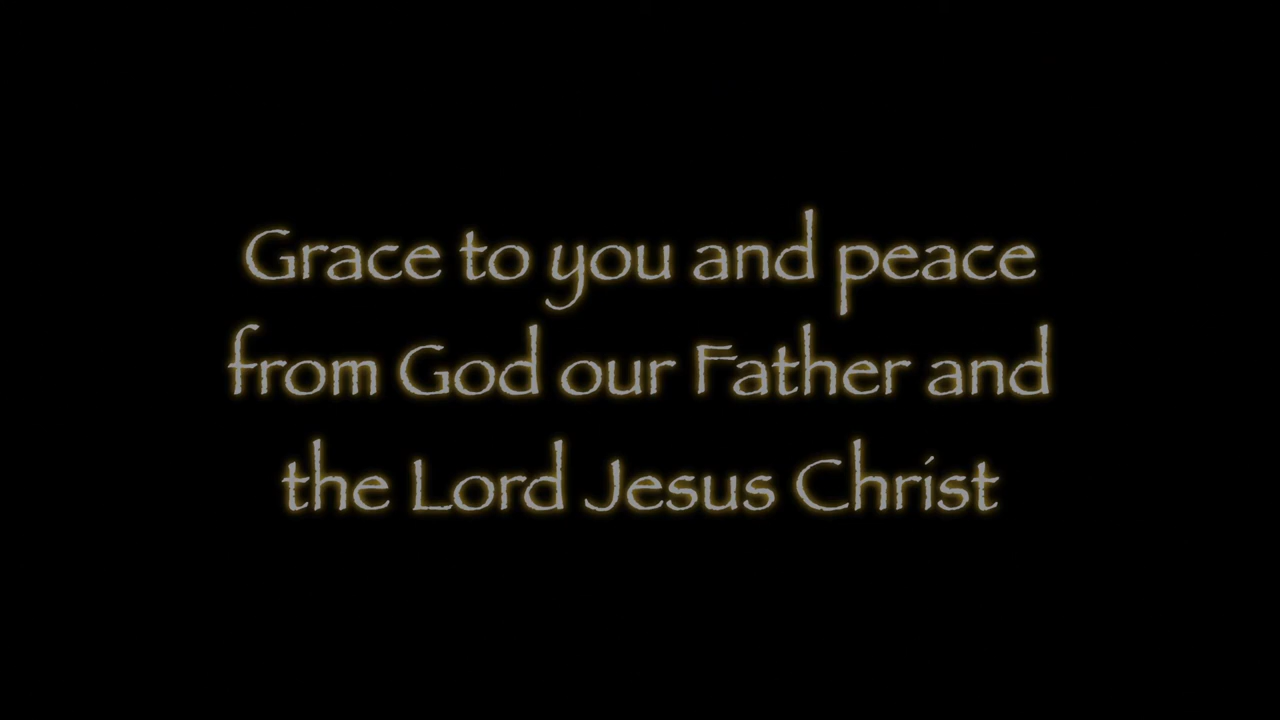 Grace to you and peace
from God our Father and
the Lord Jesus Christ